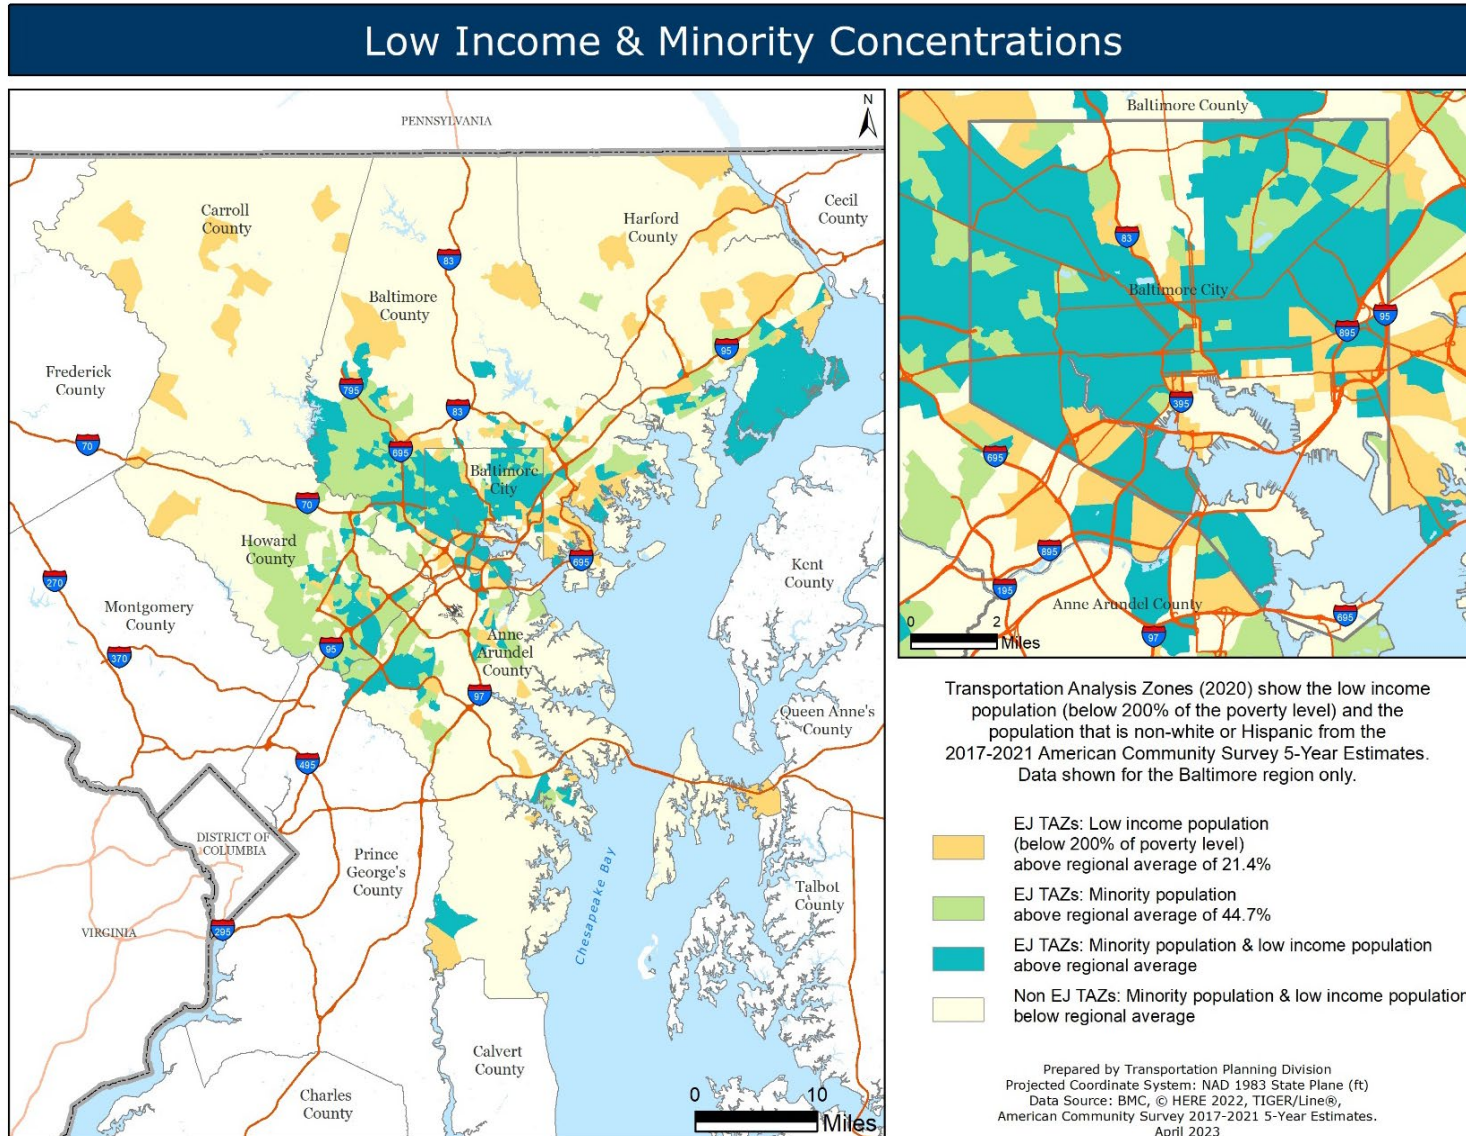 Low Income & Minority Concentrations
PENNSYLVANIA
N
Carroll
County
Harford
County
Cecil
County
83
Baltimore
County
95
Frederick
County
795
83
70
695
Baltimore
City
70
Howard
County
695
270
Kent
County
Montgomery
County
370
95
Anne
Arundel
County
97
Queen Anne's
County
495
DISTRICT OF
COLUMBIA
Prince
George's
County
Chesapeake Bay
Talbot
County
VIRGINIA
295
Calvert
County
Charles
County
0 10
Miles
Baltimore County
83
Baltimore City
95
895
395
695
895
195
Anne Arundel County
695
97
0 2
Miles
Transportation Analysis Zones (2020) show the low income
population (below 200% of the poverty level) and the
population that is non-white or Hispanic from the
2017-2021 American Community Survey 5-Year Estimates.
Data shown for the Baltimore region only.
EJ TAZs: Low income population
(below 200% of poverty level)
above regional average of 21.4%
EJ TAZs: Minority population
above regional average of 44.7%
EJ TAZs: Minority population & low income population
above regional average
Non EJ TAZs: Minority population & low income population
below regional average
Prepared by Transportation Planning Division
Projected Coordinate System: NAD 1983 State Plane (ft)
Data Source: BMC, © HERE 2022, TIGER/Line®,
American Community Survey 2017-2021 5-Year Estimates.
April 2023